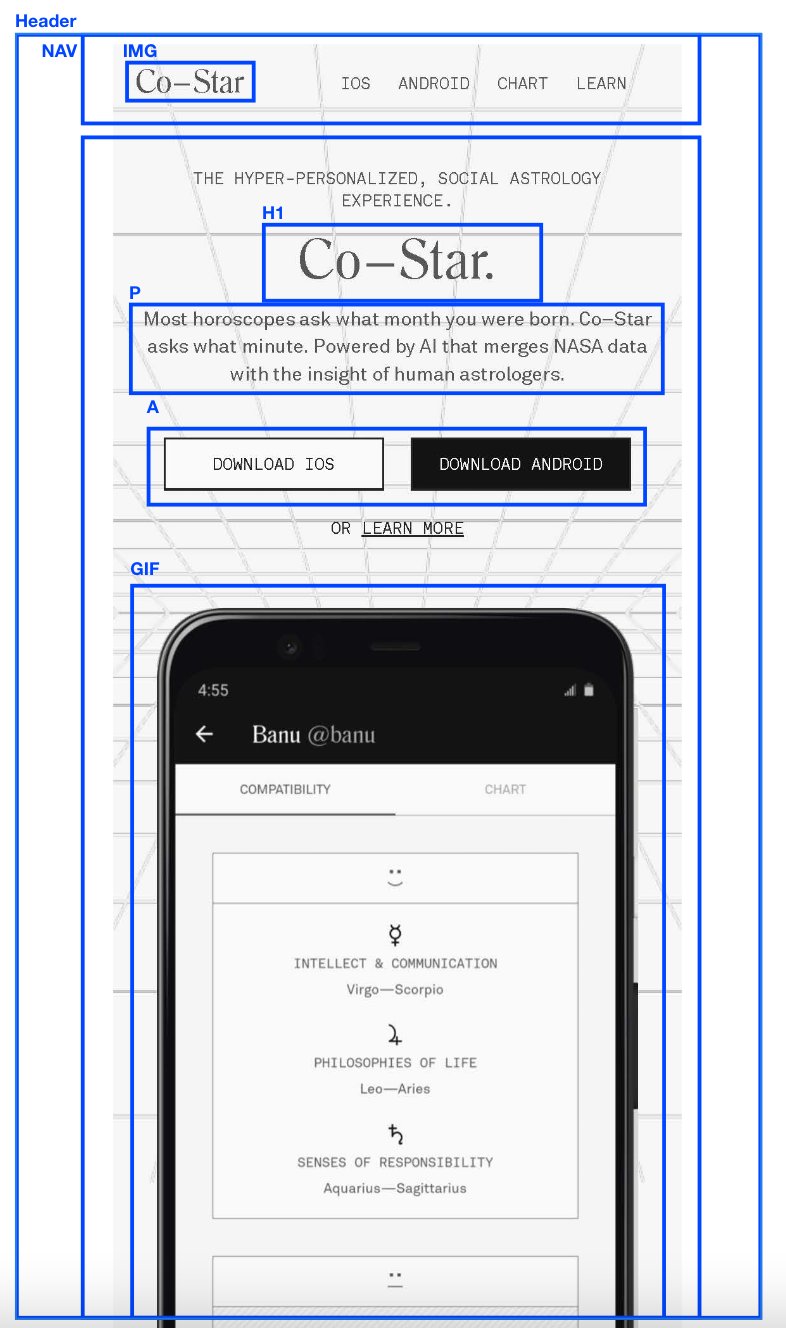 Header
NAV
IMG
Co–Star
IOS ANDROID CHART LEARN
THE HYPER-PERSONALIZED, SOCIAL ASTROLOGY
EXPERIENCE.
H1
Co–Star.
P
Most horoscopes ask what month you were born. Co–Star
asks what minute. Powered by AI that merges NASA data
with the insight of human astrologers.
A
DOWNLOAD IOS
DOWNLOAD ANDROID
OR LEARN MORE
GIF
4:55
Banu @banu
COMPATIBILITY
CHART
☿
INTELLECT & COMMUNICATION
Virgo—Scorpio
♃
PHILOSOPHIES OF LIFE
Leo—Aries
♄
SENSES OF RESPONSIBILITY
Aquarius—Sagittarius